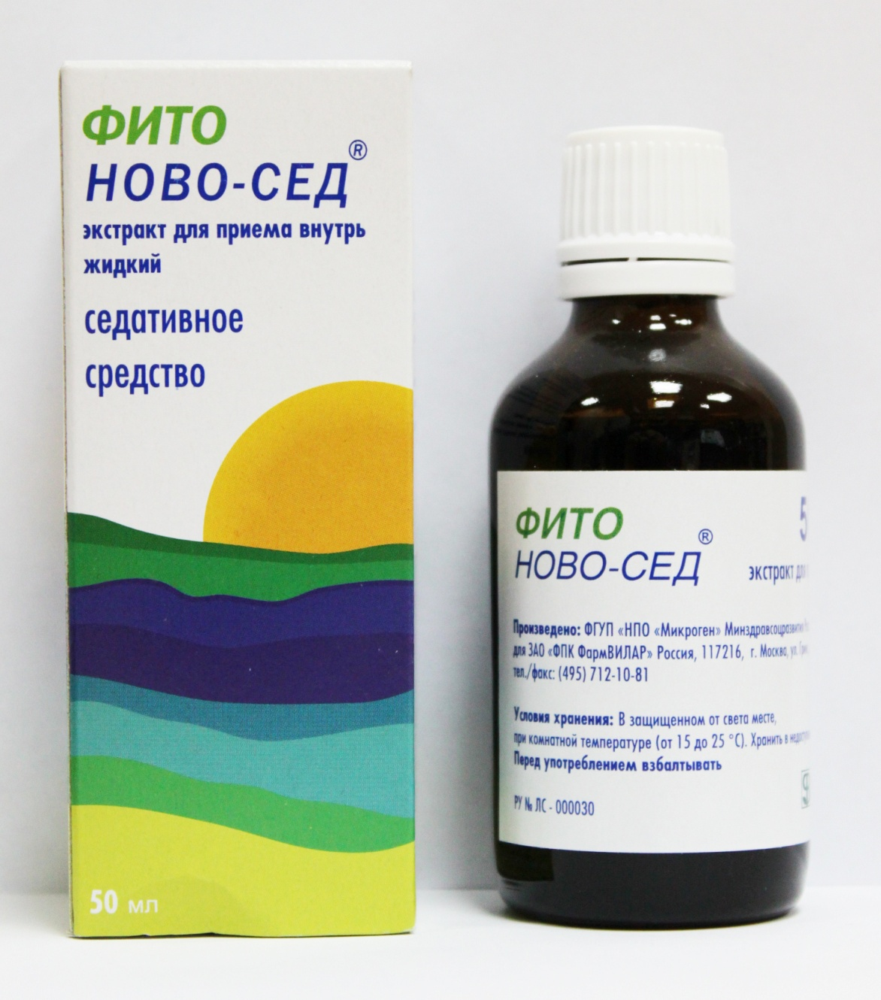 ФИТО
НОВО-СЕД®
экстракт для приема внутрь
жидкий
седативное
средство
50 мл
ФИТО
НОВО-СЕД®
5
экстракт для
Произведено: ФГУП «НПО «Микроген» Минздравсоцразвития
для ЗАО «ФПК ФармВИЛАР» Россия, 117216, г. Москва, ул.
тел./факс: (495) 712-10-81
Условия хранения: В защищенном от света месте,
при комнатной температуре (от 15 до 25 °С). Хранить в
Перед употреблением взбалтывать
РУ № ЛС - 000030